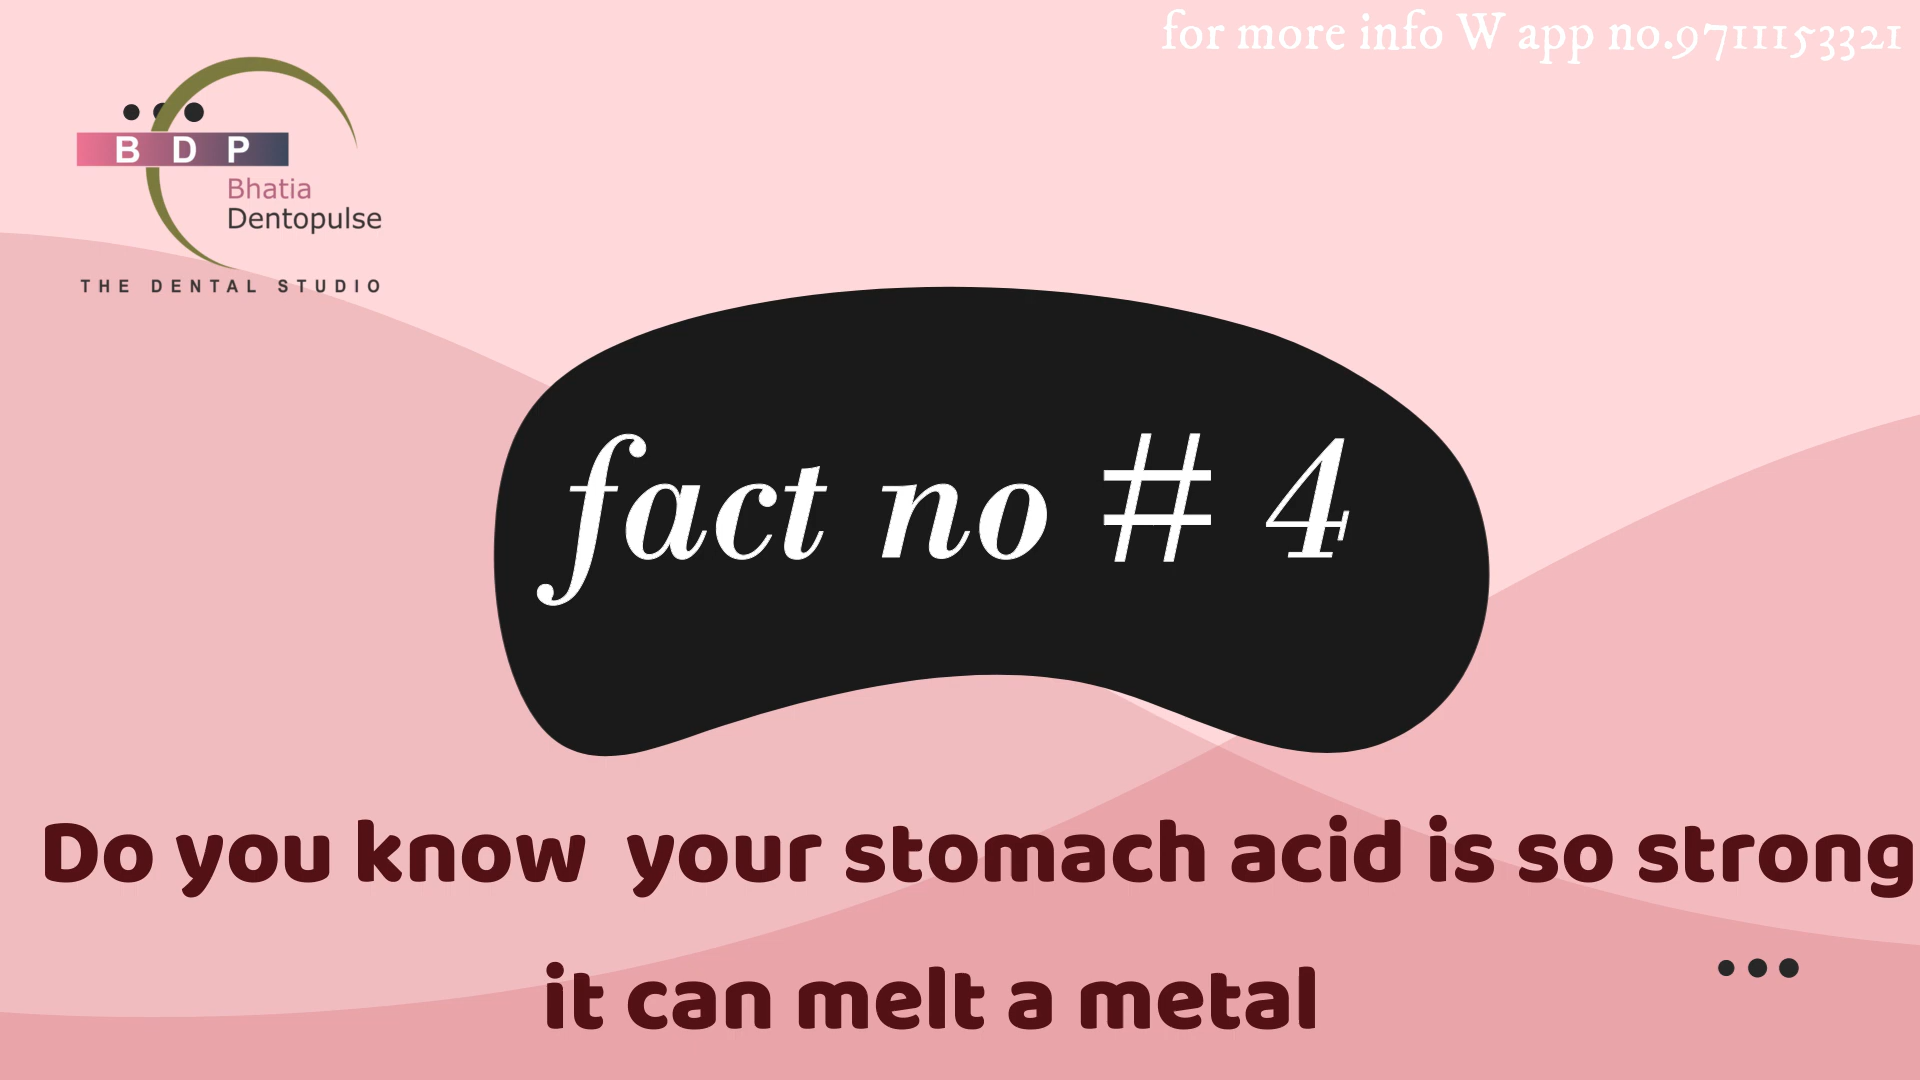 for more info W app no.9711153321
B D P
Bhatia
Dentopulse
THE DENTAL STUDIO
fact no # 4
Do you know your stomach acid is so strong
it can melt a metal